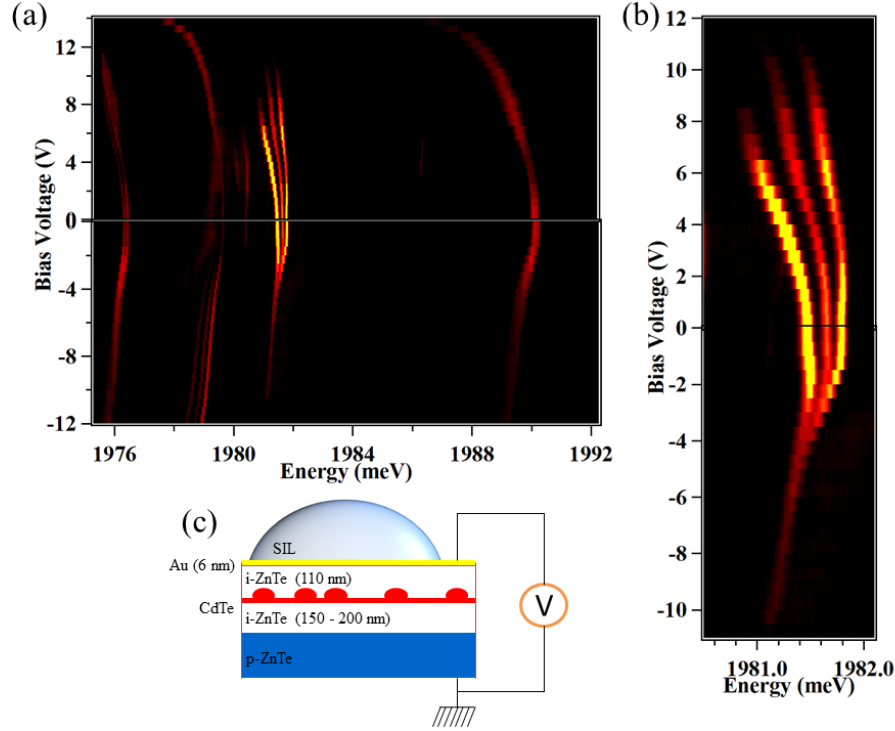 (a)
(b)
12
8
4
0
-4
-8
-12
Bias Voltage (V)
1976
1980
1984
1988
1992
Energy (meV)
12
10
8
6
4
2
0
-2
-4
-6
-8
-10
Bias Voltage (V)
1981.0
1982.0
Energy (meV)
(c)
SIL
Au (6 nm)
i-ZnTe (110 nm)
CdTe
i-ZnTe (150 - 200 nm)
p-ZnTe
V